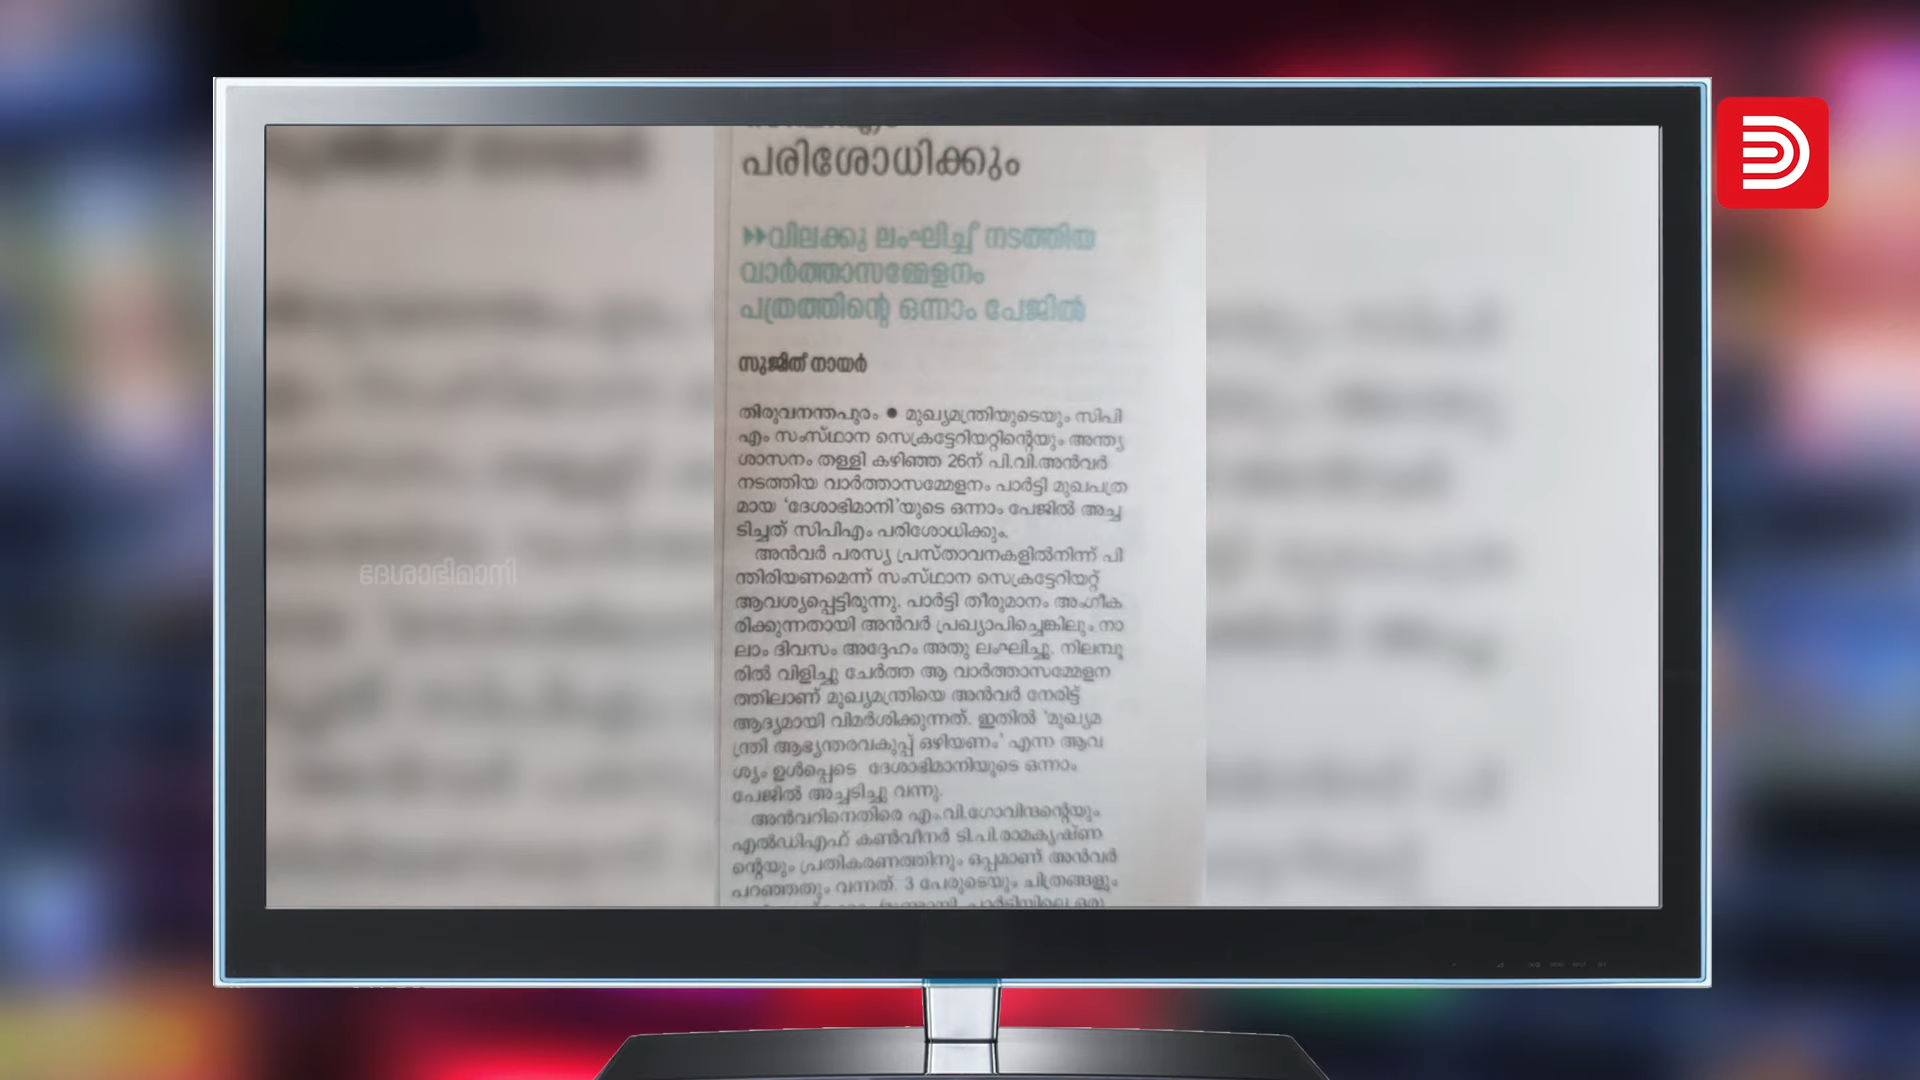 പരിശോധിക്കും
വിലക്കു ലംഘിച്ച് നടത്തിയ
വാർത്താസമ്മേളനം
പത്രത്തിന്റെ ഒന്നാം പേജിൽ
സുജിത് നായർ
തിരുവനന്തപുരം ● മുഖ്യമന്ത്രിയുടെയും സിപി
എം സംസ്ഥാന സെക്രട്ടേറിയറ്റിന്റെയും അന്ത്യ
ശാസനം തള്ളി കഴിഞ്ഞ 26ന് പി.വി.അൻവർ
നടത്തിയ വാർത്താസമ്മേളനം പാർട്ടി മുഖപത്ര
മായ ‘ദേശാഭിമാനി’യുടെ ഒന്നാം പേജിൽ അച്ച
ടിച്ചത് സിപിഎം പരിശോധിക്കും.
അൻവർ പരസ്യ പ്രസ്താവനകളിൽനിന്ന് പി
ന്തിരിയണമെന്ന് സംസ്ഥാന സെക്രട്ടേറിയറ്റ്
ആവശ്യപ്പെട്ടിരുന്നു. പാർട്ടി തീരുമാനം അംഗീക
രിക്കുന്നതായി അൻവർ പ്രഖ്യാപിച്ചെങ്കിലും നാ
ലാം ദിവസം അദ്ദേഹം അതു ലംഘിച്ചു. നിലമ്പൂ
ദേശാഭിമാനി
രിൽ വിളിച്ചു ചേർത്ത ആ വാർത്താസമ്മേളന
ത്തിലാണ് മുഖ്യമന്ത്രിയെ അൻവർ നേരിട്ട്
ആദ്യമായി വിമർശിക്കുന്നത്. ഇതിൽ ‘മുഖ്യമ
ന്ത്രി ആഭ്യന്തരവകുപ്പ് ഒഴിയണം’ എന്ന ആവ
ശ്യം ഉൾപ്പെടെ ദേശാഭിമാനിയുടെ ഒന്നാം
പേജിൽ അച്ചടിച്ചു വന്നു.
അൻവറിനെതിരെ എം.വി.ഗോവിന്ദന്റെയും
എൽഡിഎഫ് കൺവീനർ ടി.പി.രാമകൃഷ്ണ
ന്റെയും പ്രതികരണത്തിനും ഒപ്പമാണ് അൻവർ
പറഞ്ഞതും വന്നത്. 3 പേരുടെയും ചിത്രങ്ങളും